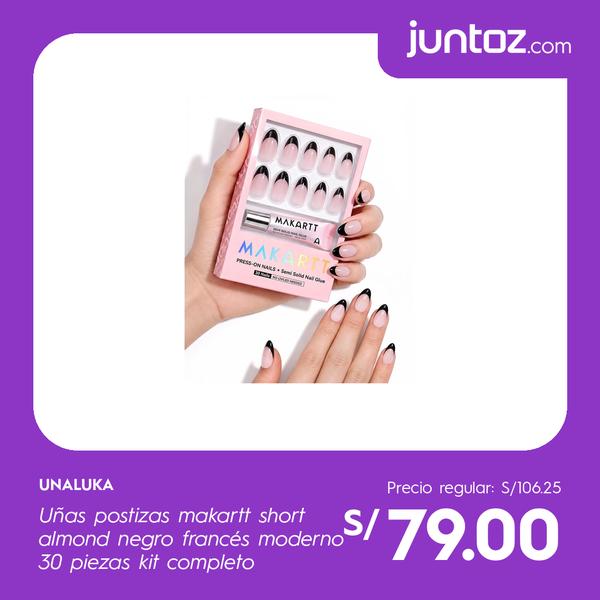 juntoz.com
MAKARTT
MAKARTT
PRESS-ON NAILS + Semi Solid Nail Glue
UNALUKA
Uñas postizas makartt short
almond negro francés moderno
30 piezas kit completo
Precio regular: S/106.25
S/79.00